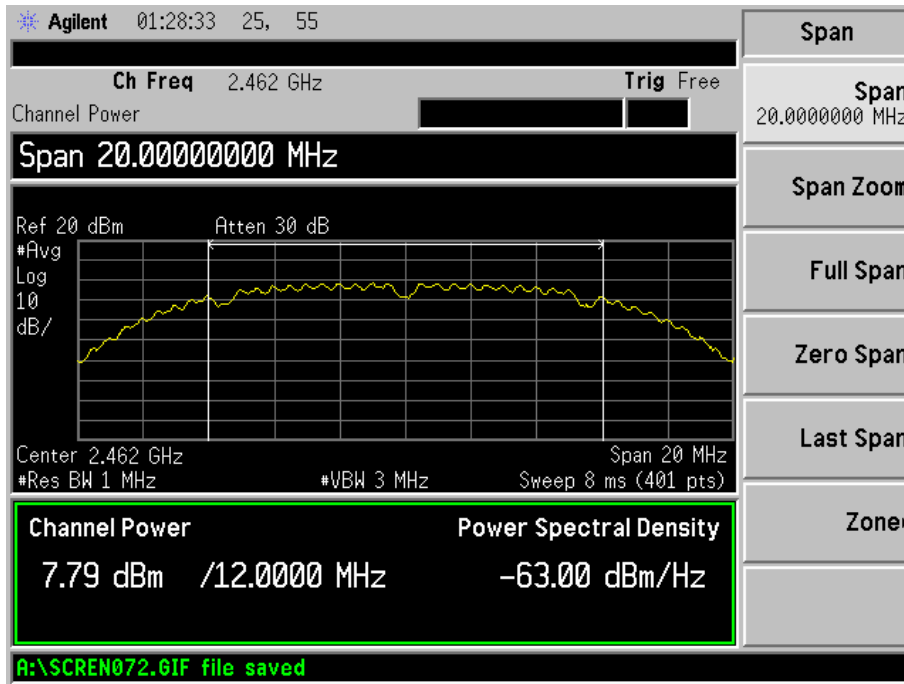 Agilent 01:28:33 25, 55
Span
Ch Freq 2.462 GHz Trig Free
Channel Power
Span
20.0000000 MHz
Span 20.00000000 MHz
Span Zoom
Ref 20 dBm Atten 30 dB
#Avg
Log
10
dB/
Full Span
Zero Span
Last Span
Center 2.462 GHz Span 20 MHz
#Res BW 1 MHz #VBW 3 MHz Sweep 8 ms (401 pts)
Channel Power Power Spectral Density
Zone
7.79 dBm /12.0000 MHz -63.00 dBm/Hz
A:\SCREN072.GIF file saved